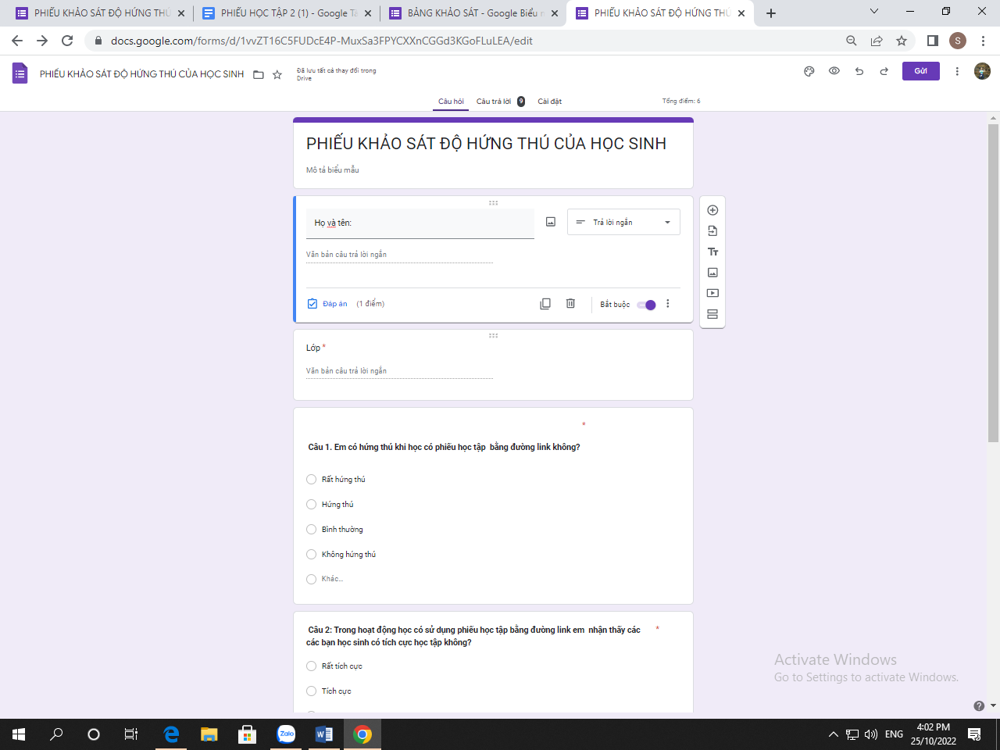 PHIẾU KHẢO SÁT ĐỘ HỨNG THÚ
PHIẾU HỌC TẬP 2 (1) - Google Tà
BẢNG KHẢO SÁT - Google Biểu m
PHIẾU KHẢO SÁT ĐỘ HỨNG THÚ
docs.google.com/forms/d/1vvZT16C5FUDcE4P-MuxSa3FPYCXXnCGGd3KGoFLuLEA/edit
S
PHIẾU KHẢO SÁT ĐỘ HỨNG THÚ CỦA HỌC SINH
Đã lưu tất cả thay đổi trong
Drive
Gửi
Câu hỏi
Câu trả lời 9
Cài đặt
Tổng điểm: 6
PHIẾU KHẢO SÁT ĐỘ HỨNG THÚ CỦA HỌC SINH
Mô tả biểu mẫu
Họ và tên:
Trả lời ngắn
Văn bản câu trả lời ngắn
Đáp án
(1 điểm)
Bắt buộc
Lớp *
Văn bản câu trả lời ngắn
*
Câu 1. Em có hứng thú khi học có phiếu học tập  bằng đường link không?
Rất hứng thú
Hứng thú
Bình thường
Không hứng thú
Khác...
Câu 2: Trong hoạt động học có sử dụng phiếu học tập bằng đường link em  nhận thấy các *
các bạn học sinh có tích cực học tập không?
Rất tích cực
Tích cực
Activate Windows
Go to Settings to activate Windows.
Zalo
ENG
4:02 PM
25/10/2022